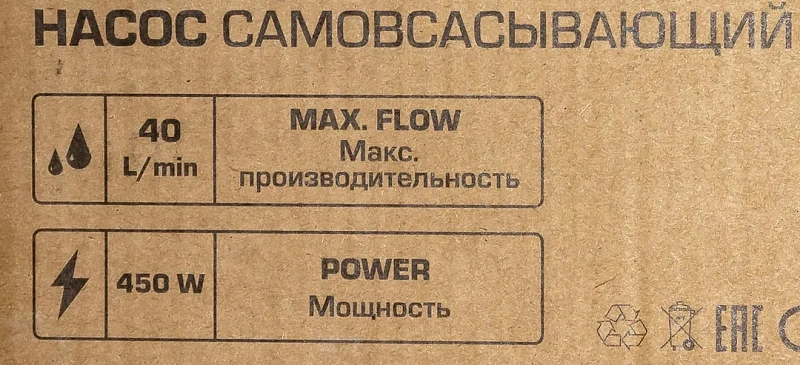 НАСОС САМОВСАСЫВАЮЩИЙ
40
L/min
MAX. FLOW
Макс.
производительность
450 W
POWER
Мощность
EAC